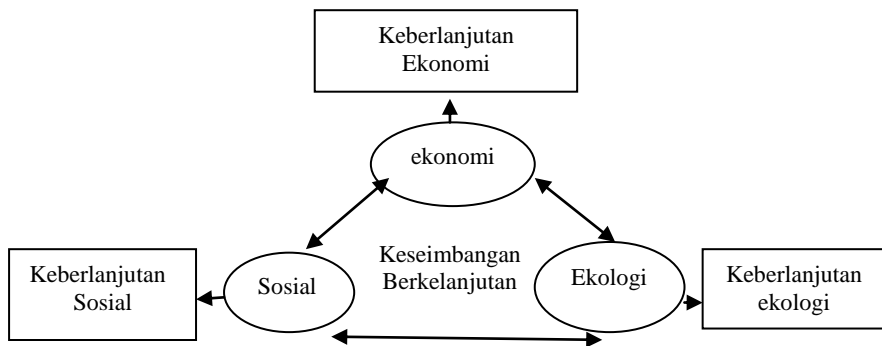 Keberlanjutan
Ekonomi
ekonomi
Keseimbangan
Berkelanjutan
Keberlanjutan
Sosial
Sosial
Ekologi
Keberlanjutan
ekologi